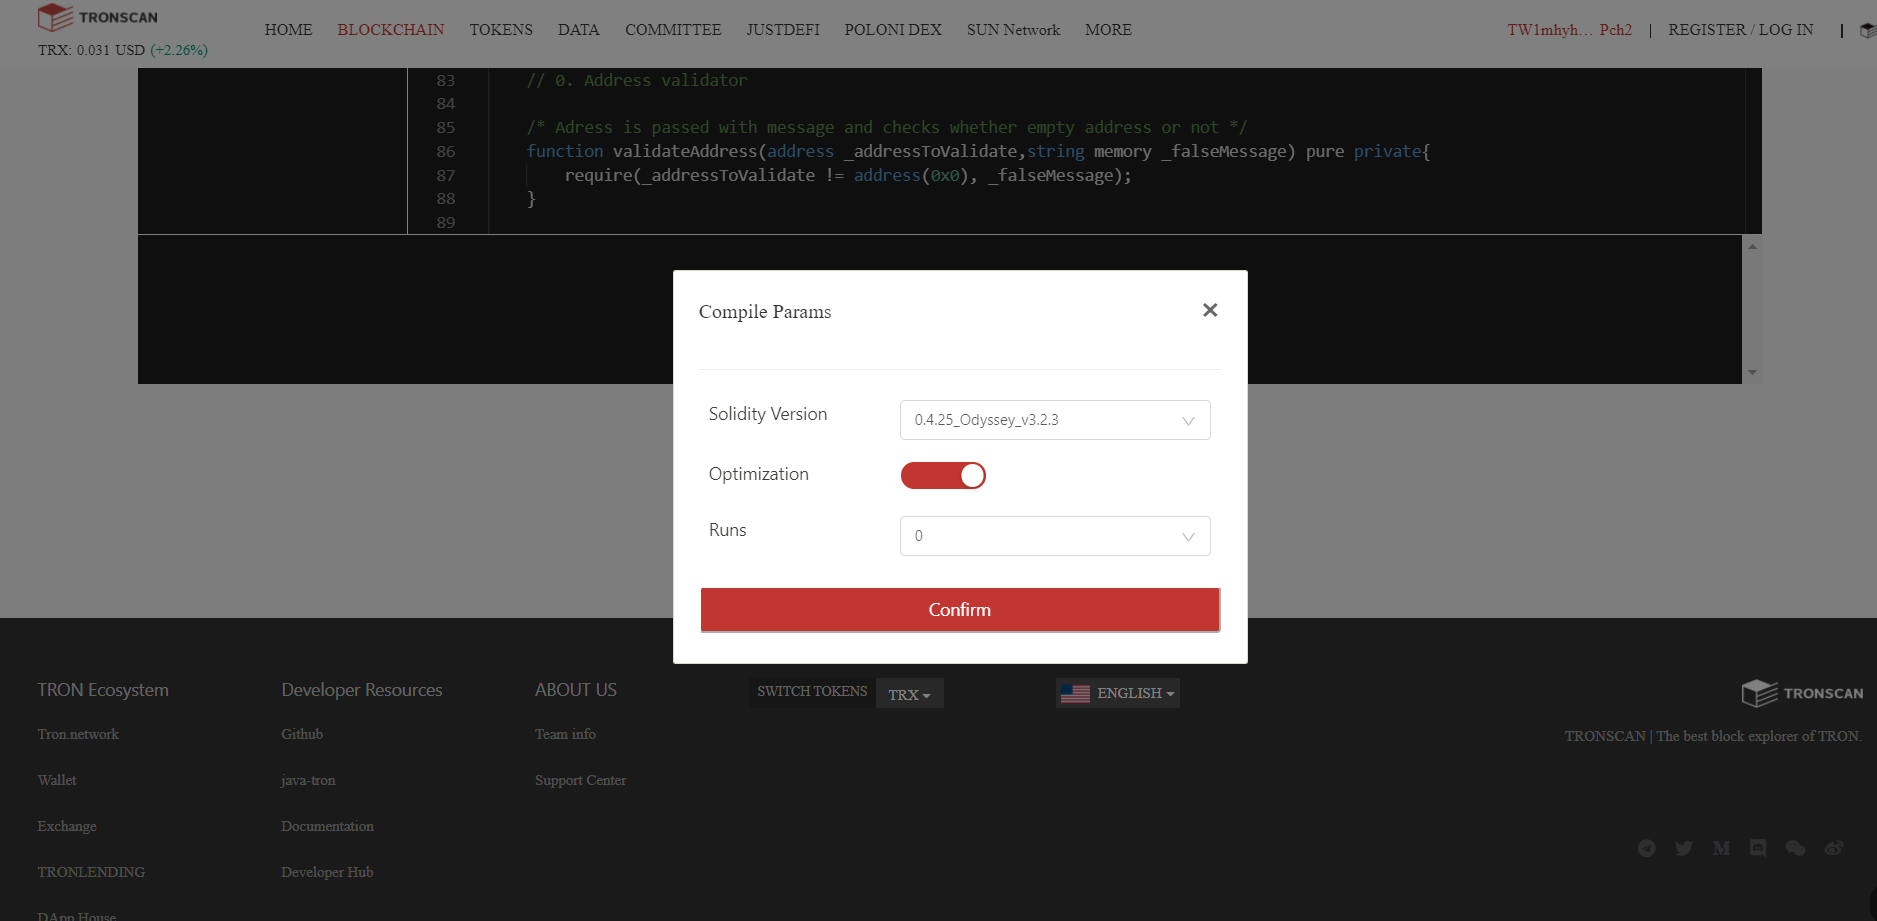 TRONSCAN
TRX: 0.031 USD (+2.26%)
HOME BLOCKCHAIN TOKENS DATA COMMITTEE JUSTDEFI POLONI DEX SUN Network MORE
TW1mhyh... Pch2 | REGISTER / LOG IN |
83 // 0. Address validator
84
85 /* Adress is passed with message and checks whether empty address or not */
86 function validateAddress(address _addressToValidate,string memory _falseMessage) pure private{
87 require(_addressToValidate != address(0x0), _falseMessage);
88 }
89
Compile Params
Solidity Version 0.4.25_Odyssey_v3.2.3
Optimization
Runs 0
Confirm
TRON Ecosystem
Tron.network
Wallet
Exchange
TRONLENDING
DApp House
Developer Resources
Github
java-tron
Documentation
Developer Hub
ABOUT US
Team info
Support Center
SWITCH TOKENS TRX
ENGLISH
TRONSCAN
TRONSCAN | The best block explorer of TRON.